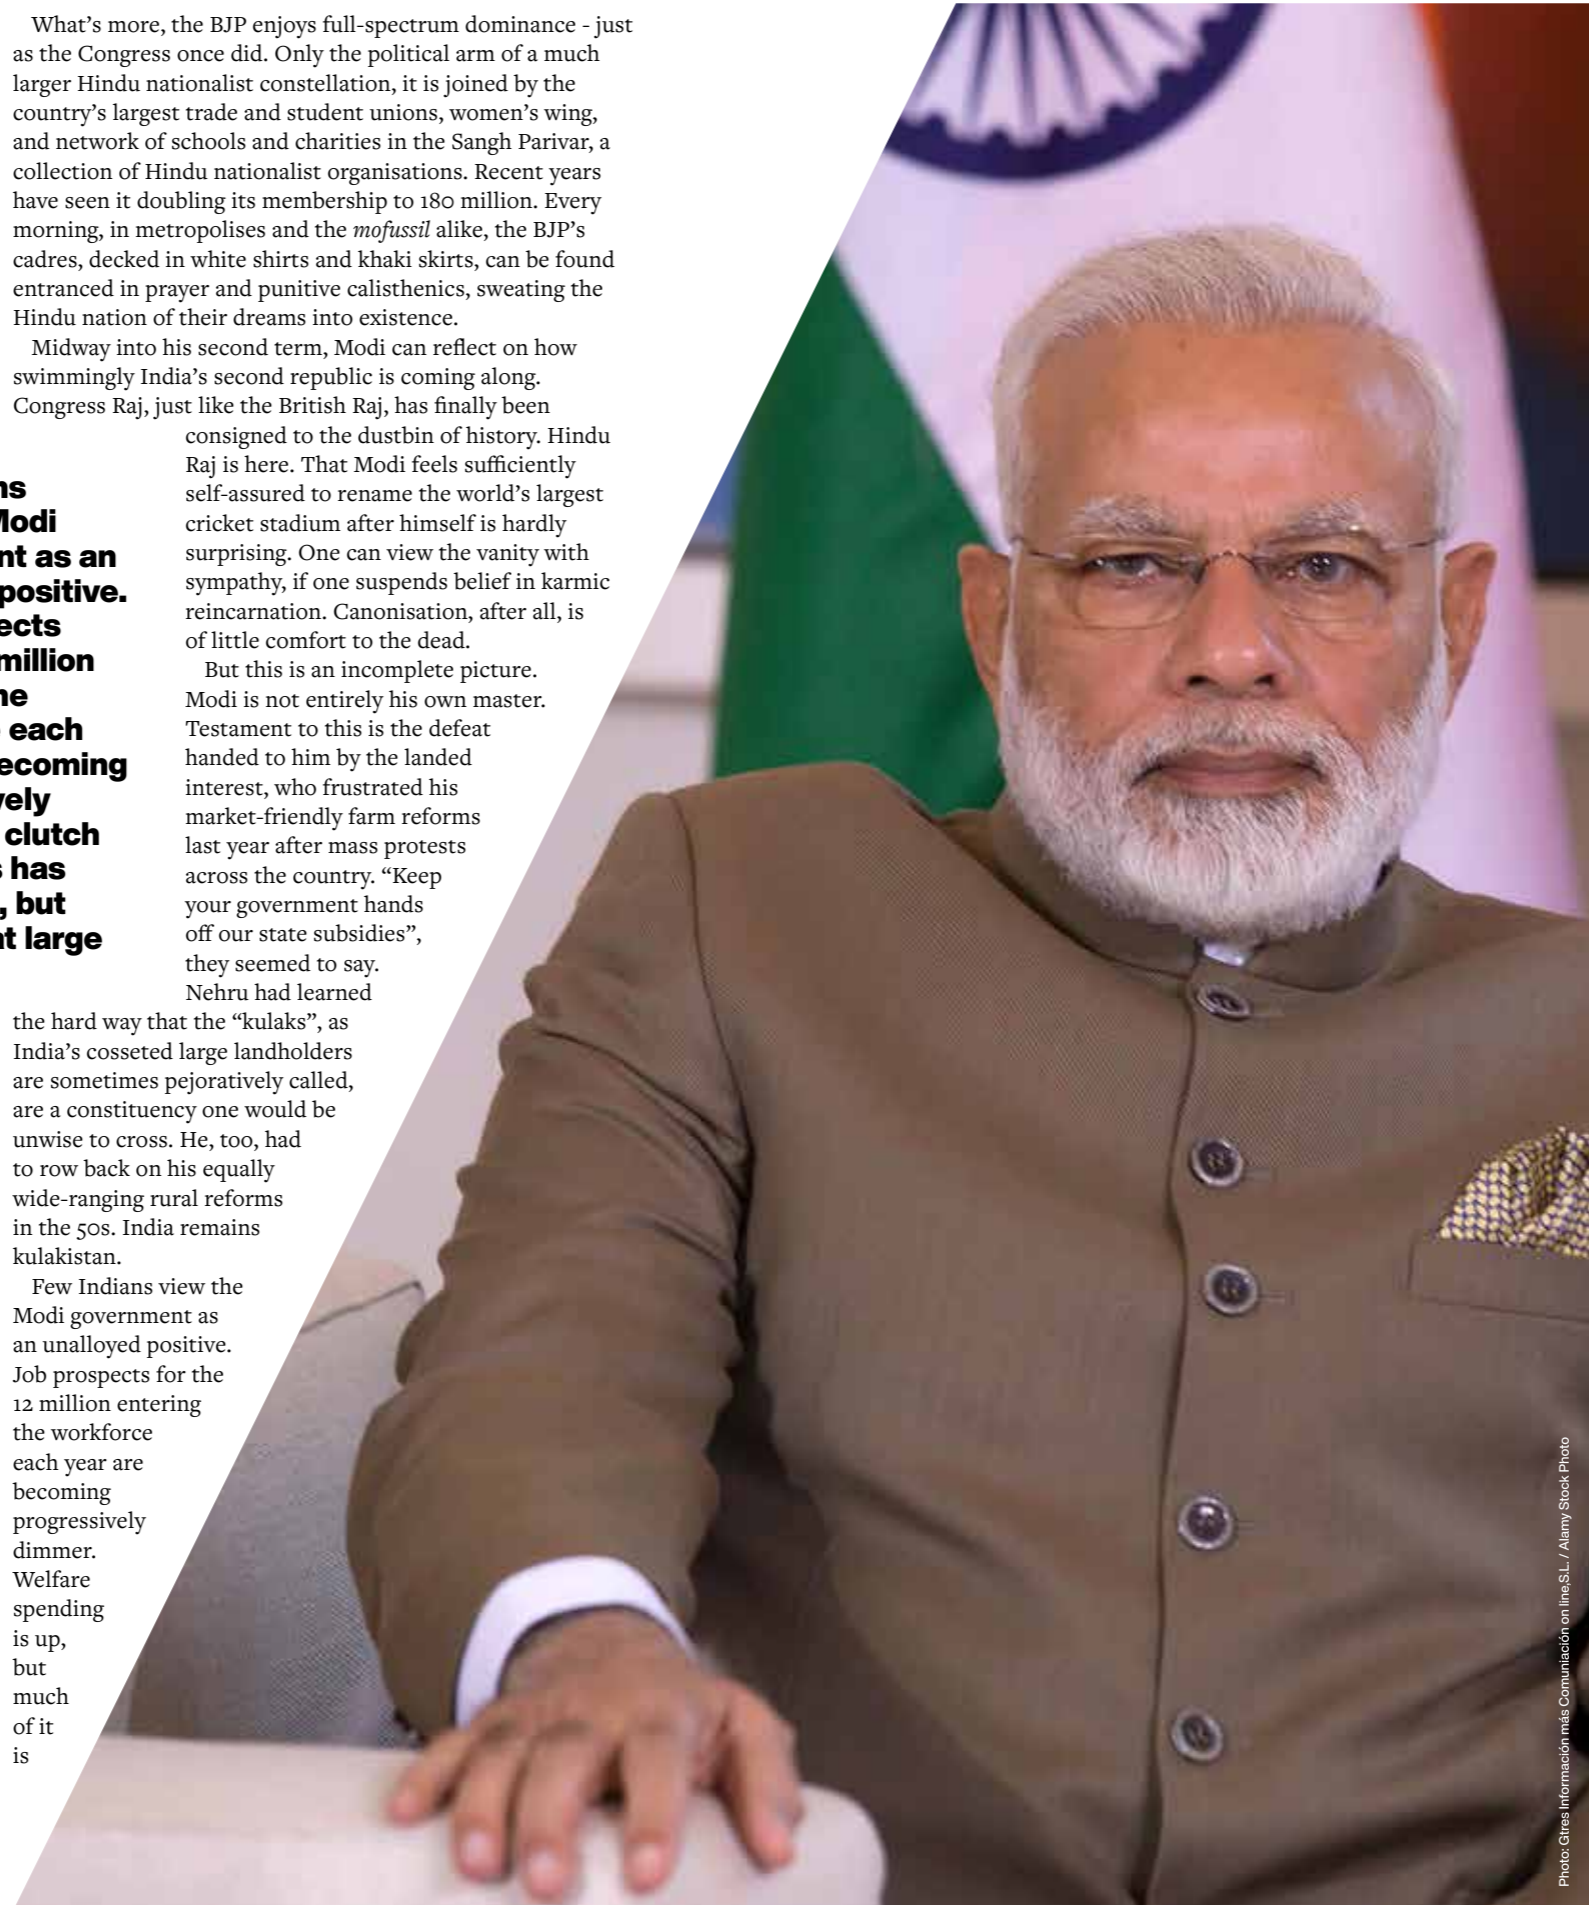 What's more, the BJP enjoys full-spectrum dominance - just
as the Congress once did. Only the political arm of a much
larger Hindu nationalist constellation, it is joined by the
country's largest trade and student unions, women's wing,
and network of schools and charities in the Sangh Parivar, a
collection of Hindu nationalist organisations. Recent years
have seen it doubling its membership to 180 million. Every
morning, in metropolises and the mofussil alike, the BJP's
cadres, decked in white shirts and khaki skirts, can be found
entranced in prayer and punitive calisthenics, sweating the
Hindu nation of their dreams into existence.
Midway into his second term, Modi can reflect on how
swimmingly India's second republic is coming along.
Congress Raj, just like the British Raj, has finally been
consigned to the dustbin of history. Hindu
Raj is here. That Modi feels sufficiently
self-assured to rename the world's largest
cricket stadium after himself is hardly
surprising. One can view the vanity with
sympathy, if one suspends belief in karmic
reincarnation. Canonisation, after all, is
of little comfort to the dead.
But this is an incomplete picture.
Modi is not entirely his own master.
Testament to this is the defeat
handed to him by the landed
interest, who frustrated his
market-friendly farm reforms
last year after mass protests
across the country. “Keep
your government hands
off our state subsidies”,
they seemed to say.
Nehru had learned
the hard way that the “kulaks”, as
India's cosseted large landholders
are sometimes pejoratively called,
are a constituency one would be
unwise to cross. He, too, had
to row back on his equally
wide-ranging rural reforms
in the 50s. India remains
kulakistan.
Few Indians view the
Modi government as
an unalloyed positive.
Job prospects for the
12 million entering
the workforce
each year are
becoming
progressively
dimmer.
Welfare
spending
is up,
but
much
of it
is
ns
Modi
nt as an
positive.
ects
million
ne
each
ecoming
vely
clutch
s has
, but
at large
Photo: Gtres Información más Comuniación on line,S.L. / Alamy Stock Photo